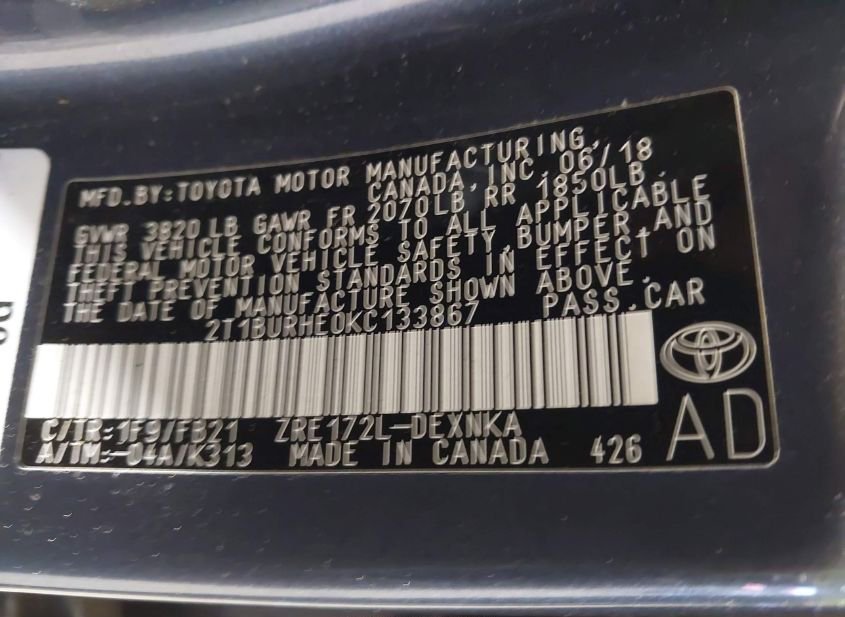 MFD.BY:TOYOTA MOTOR MANUFACTURING
CANADA, INC. 06/18
GVWR 3820 LB GAWR FR 2070LB. RR 1850LB.
THIS VEHICLE CONFORMS TO ALL APPLICABLE
FEDERAL MOTOR VEHICLE SAFETY, BUMPER, AND
THEFT PREVENTION STANDARDS IN EFFECT ON
THE DATE OF MANUFACTURE SHOWN ABOVE.
2T1BURHE0KC133867 PASS.CAR
C/TR: 1F9/FB21 ZRE172L-DEXNKA
A/TM:-04A/K313 MADE IN CANADA 426
AD